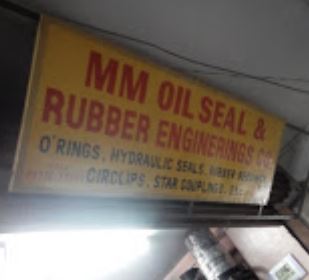 MM OIL SEAL &
RUBBER ENGINERINGS CO.
O'RINGS, HYDRAULIC SEALS, RUBBER
CIRCLIPS, STAR COUPLINGS, Etc.